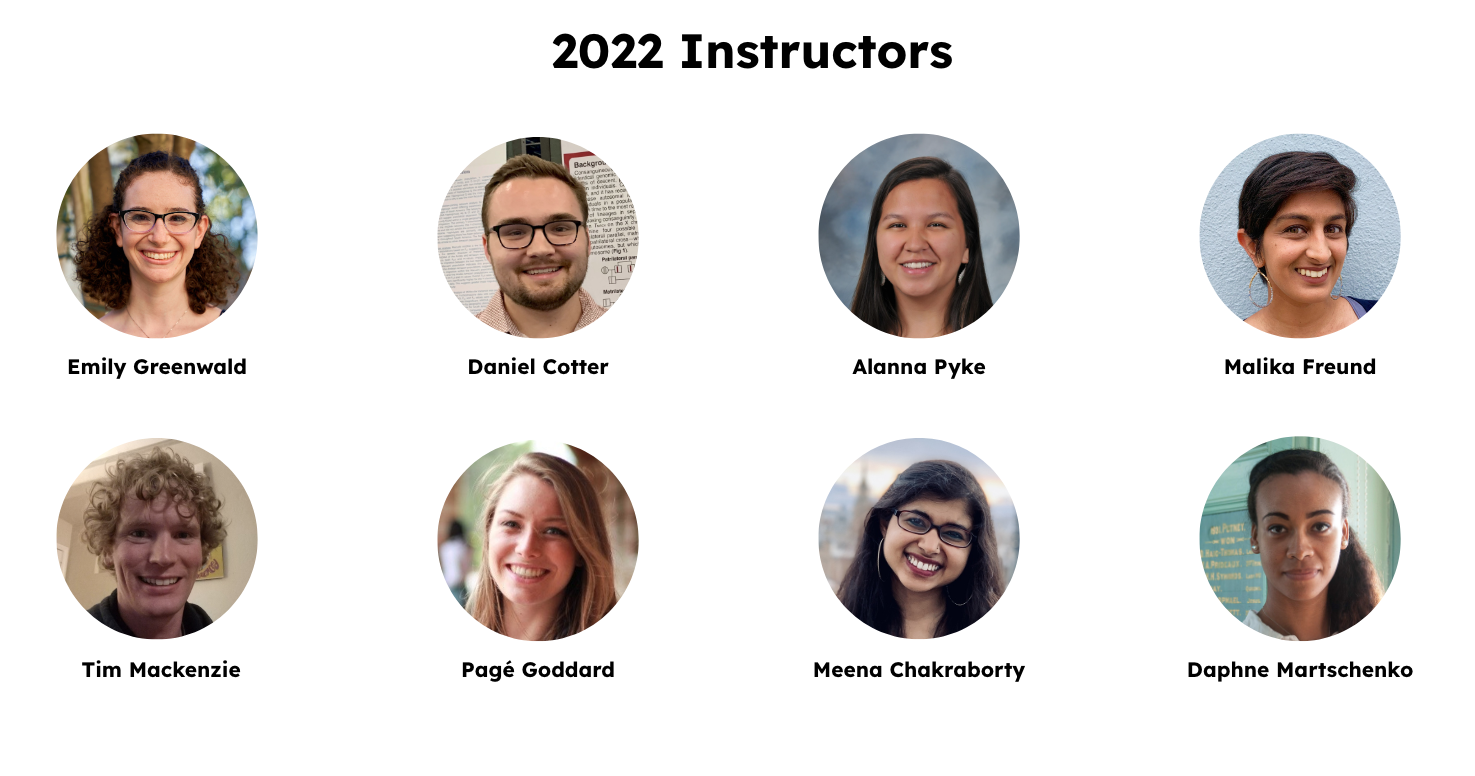 2022 Instructors
Emily Greenwald
Daniel Cotter
Alanna Pyke
Malika Freund
Tim Mackenzie
Pagé Goddard
Meena Chakraborty
Daphne Martschenko